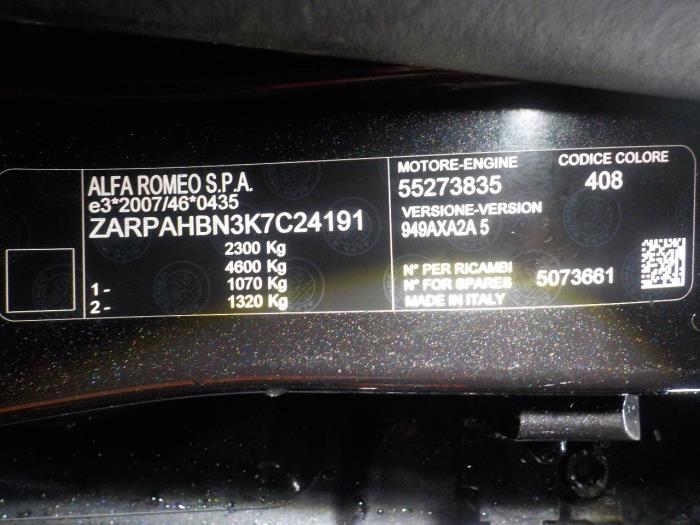 ALFA ROMEO S.P.A.
e3*2007/46*0435
ZARPAHBN3K7C24191
2300 Kg
4600 Kg
1 - 1070 Kg
2 - 1320 Kg
MOTORE-ENGINE
55273835
VERSIONE-VERSION
949AXA2A 5
CODICE COLORE
408
N° PER RICAMBI
N° FOR SPARES 5073661
MADE IN ITALY